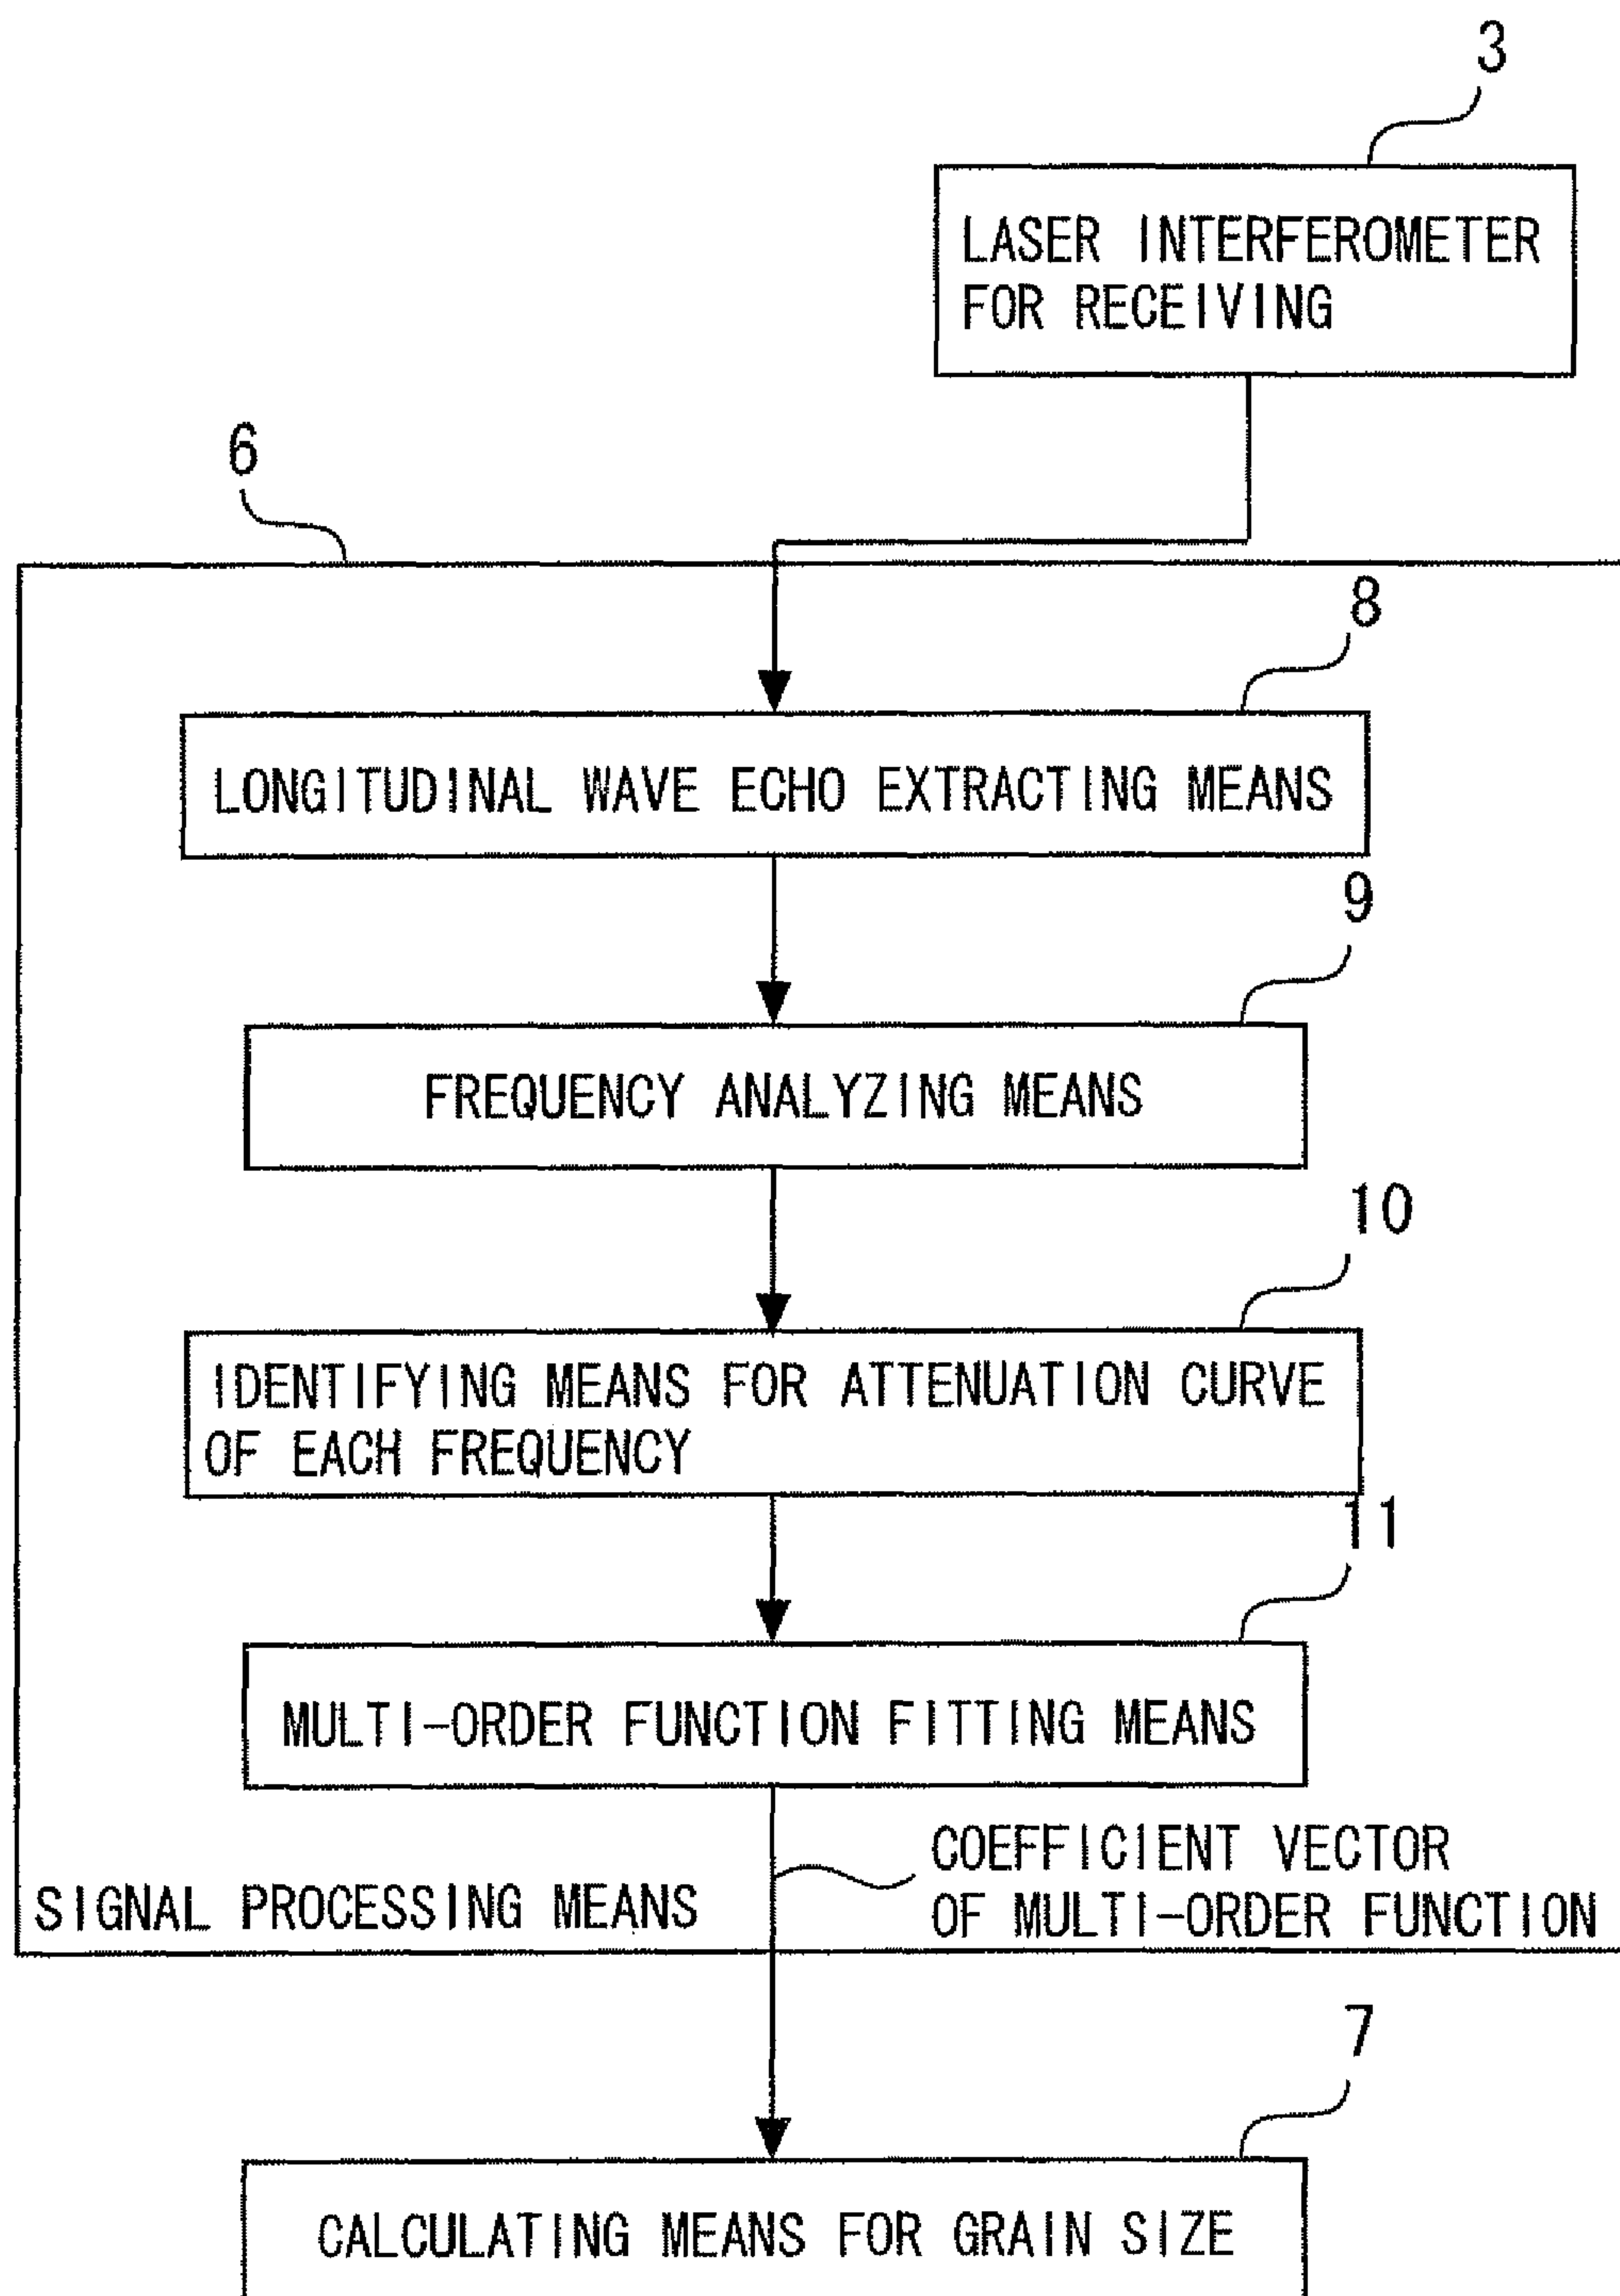 3
LASER INTERFEROMETER
FOR RECEIVING
6
8
LONGITUDINAL WAVE ECHO EXTRACTING MEANS
9
FREQUENCY ANALYZING MEANS
10
IDENTIFYING MEANS FOR ATTENUATION CURVE
OF EACH FREQUENCY
11
MULTI-ORDER FUNCTION FITTING MEANS
COEFFICIENT VECTOR
OF MULTI-ORDER FUNCTION
SIGNAL PROCESSING MEANS
7
CALCULATING MEANS FOR GRAIN SIZE